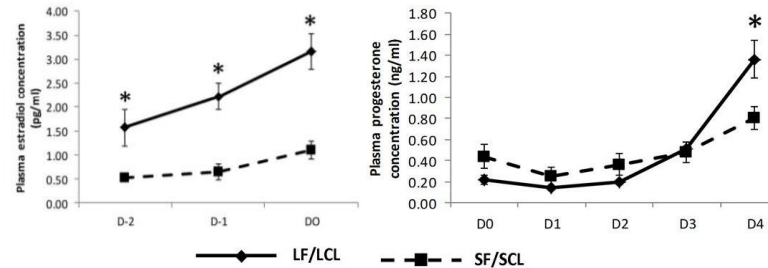 Plasma estradiol concentration
(pg/ml)
4.00
3.50
3.00
2.50
2.00
1.50
1.00
0.50
0.00
*
*
*
D-2
D-1
DO
Plasma progesterone
concentration (ng/ml)
1.80
1.60
1.40
1.20
1.00
0.80
0.60
0.40
0.20
0.00
*
D0
D1
D2
D3
D4
LF/LCL
SF/SCL